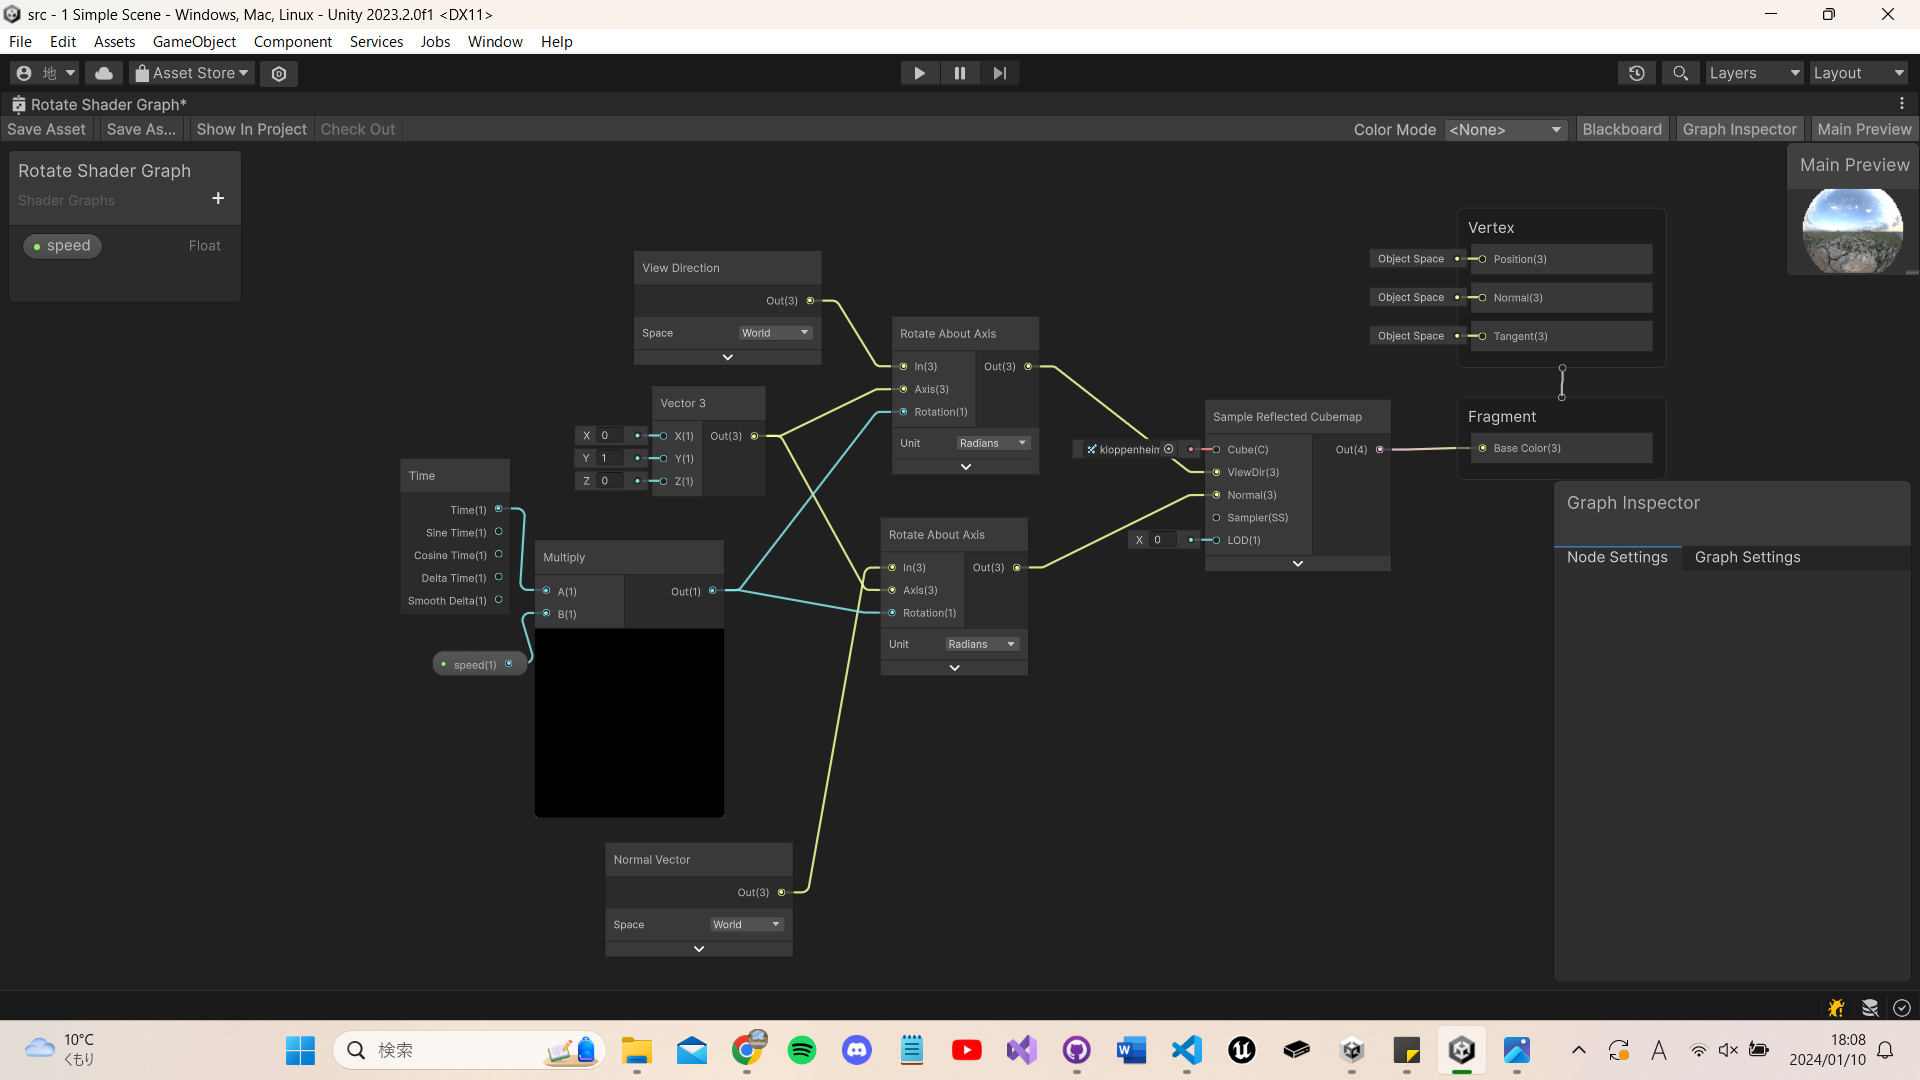 src - 1 Simple Scene - Windows, Mac, Linux - Unity 2023.2.0f1 <DX11>
File Edit Assets GameObject Component Services Jobs Window Help
地 Asset Store Layers Layout
Rotate Shader Graph*
Save Asset Save As... Show In Project Check Out Color Mode <None> Blackboard Graph Inspector Main Preview
Rotate Shader Graph
Shader Graphs
+
speed Float
Main Preview
View Direction
Out(3)
Space World
Vector 3
X 0 X(1) Out(3)
Y 1 Y(1)
Z 0 Z(1)
Time
Time(1)
Sine Time(1)
Cosine Time(1)
Delta Time(1)
Smooth Delta(1)
speed(1)
Multiply
A(1) Out(1)
B(1)
Normal Vector
Out(3)
Space World
Rotate About Axis
In(3) Out(3)
Axis(3)
Rotation(1)
Unit Radians
Rotate About Axis
In(3) Out(3)
Axis(3)
Rotation(1)
Unit Radians
Sample Reflected Cubemap
kloppenheim Cube(C) Out(4)
ViewDir(3)
Normal(3)
Sampler(SS)
X 0 LOD(1)
Vertex
Object Space Position(3)
Object Space Normal(3)
Object Space Tangent(3)
Fragment
Base Color(3)
Graph Inspector
Node Settings Graph Settings
10°C
くもり
検索
A
18:08
2024/01/10